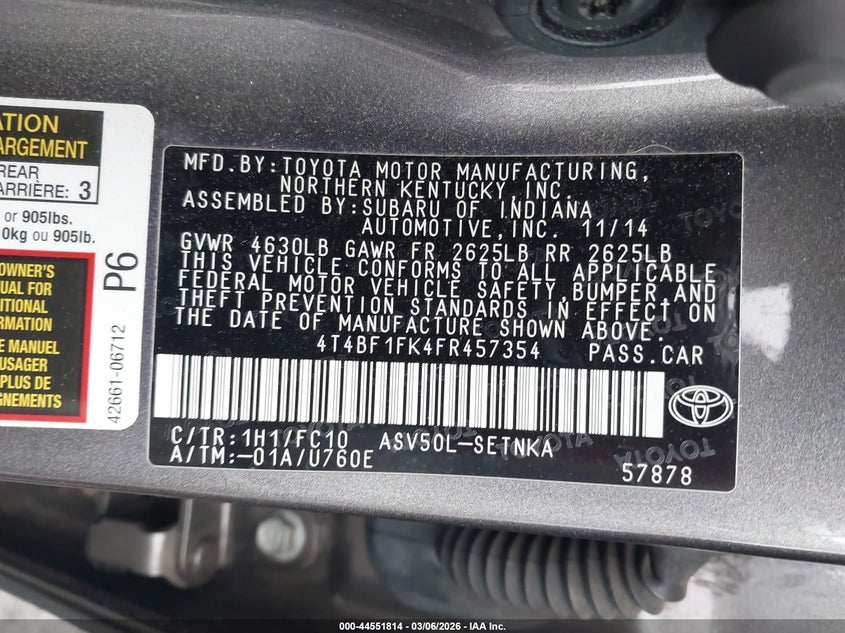 ATION
ARGEMENT
REAR
ARRIÈRE: 3
or 905lbs.
0kg ou 905lb.
OWNER'S
UAL FOR
ITIONAL
RMATION
E MANUEL
USAGER
PLUS DE
IGNEMENTS
P6
42661-06712
MFD.BY:TOYOTA MOTOR MANUFACTURING,
NORTHERN KENTUCKY,INC.
ASSEMBLED BY:SUBARU OF INDIANA
AUTOMOTIVE,INC. 11/14
GVWR 4630LB GAWR FR 2625LB RR 2625LB
THIS VEHICLE CONFORMS TO ALL APPLICABLE
FEDERAL MOTOR VEHICLE SAFETY,BUMPER,AND
THEFT PREVENTION STANDARDS IN EFFECT ON
THE DATE OF MANUFACTURE SHOWN ABOVE.
4T4BF1FK4FR457354 PASS.CAR
C/TR:1H1/FC10 ASV50L-SETNKA
A/TM:-01A/U760E
57878
TOYOTA
000-44551814 - 03/06/2026 - IAA Inc.